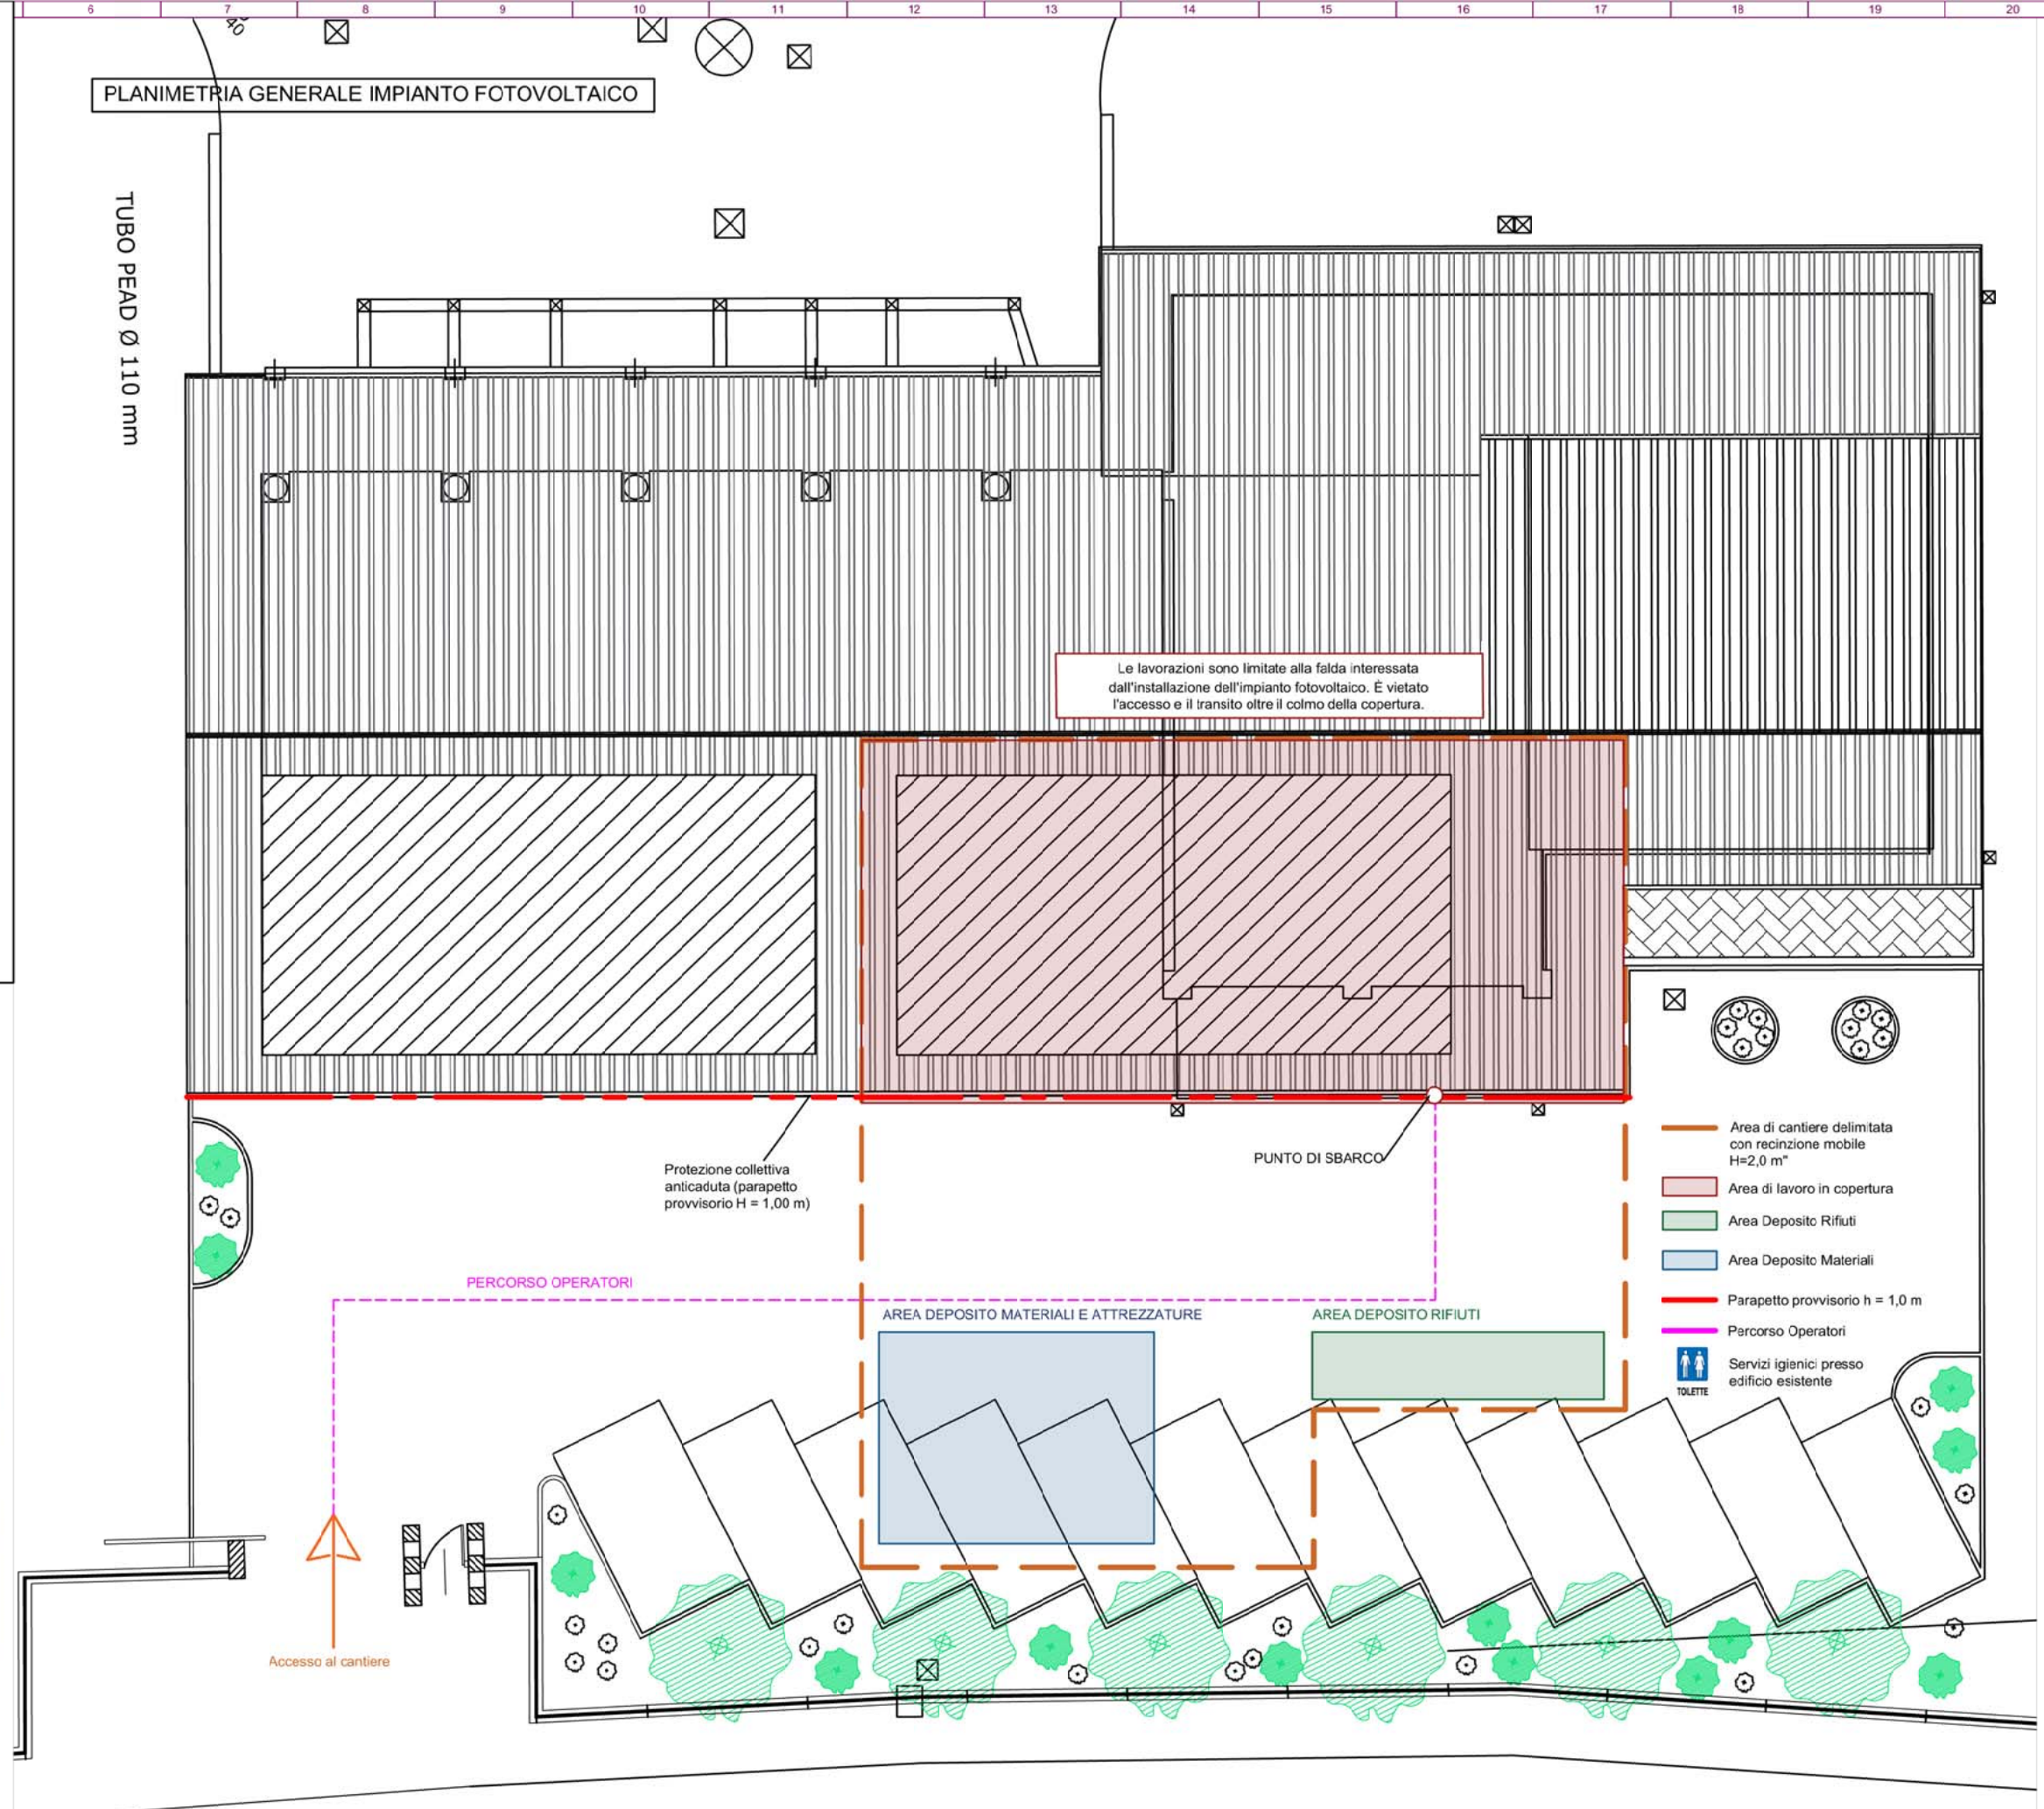 6 7 8 9 10 11 12 13 14 15 16 17 18 19 20
40
PLANIMETRIA GENERALE IMPIANTO FOTOVOLTAICO
TUBO PEAD Ø 110 mm
Le lavorazioni sono limitate alla falda interessata
dall'installazione dell'impianto fotovoltaico. È vietato
l'accesso e il transito oltre il colmo della copertura.
Protezione collettiva
anticaduta (parapetto
provvisorio H = 1,00 m)
PUNTO DI SBARCO
Area di cantiere delimitata
con recinzione mobile
H=2,0 m"
Area di lavoro in copertura
Area Deposito Rifiuti
Area Deposito Materiali
Parapetto provvisorio h = 1,0 m
Percorso Operatori
Servizi igienici presso
edificio esistente
TOLETTE
PERCORSO OPERATORI
AREA DEPOSITO MATERIALI E ATTREZZATURE
AREA DEPOSITO RIFIUTI
Accesso al cantiere